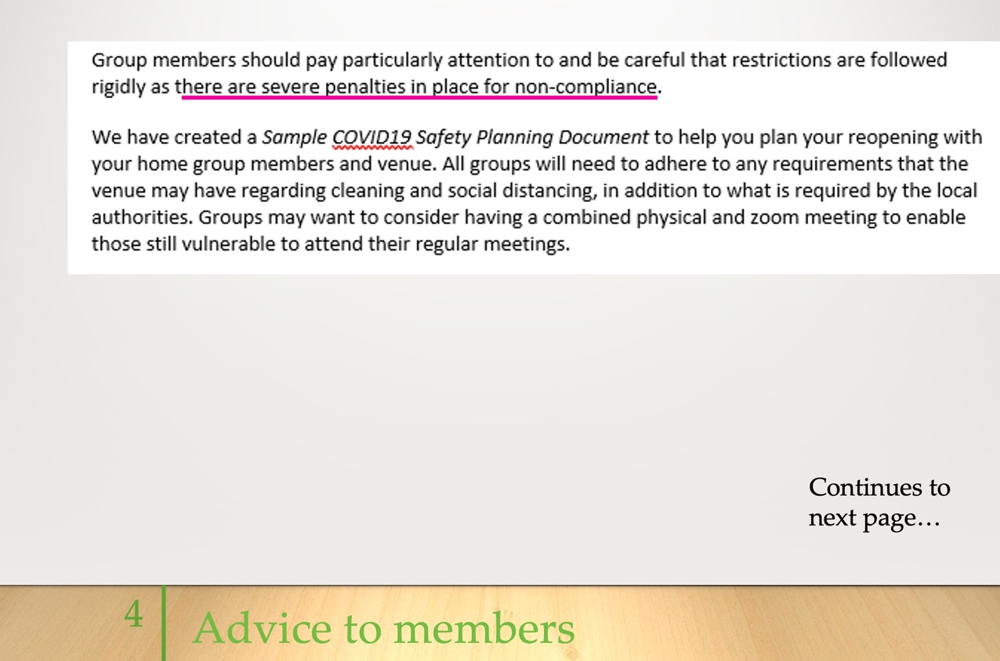 Group members should pay particularly attention to and be careful that restrictions are followed
rigidly as there are severe penalties in place for non-compliance.
We have created a Sample COVID19 Safety Planning Document to help you plan your reopening with
your home group members and venue. All groups will need to adhere to any requirements that the
venue may have regarding cleaning and social distancing, in addition to what is required by the local
authorities. Groups may want to consider having a combined physical and zoom meeting to enable
those still vulnerable to attend their regular meetings.
Continues to
next page…
4
Advice to members